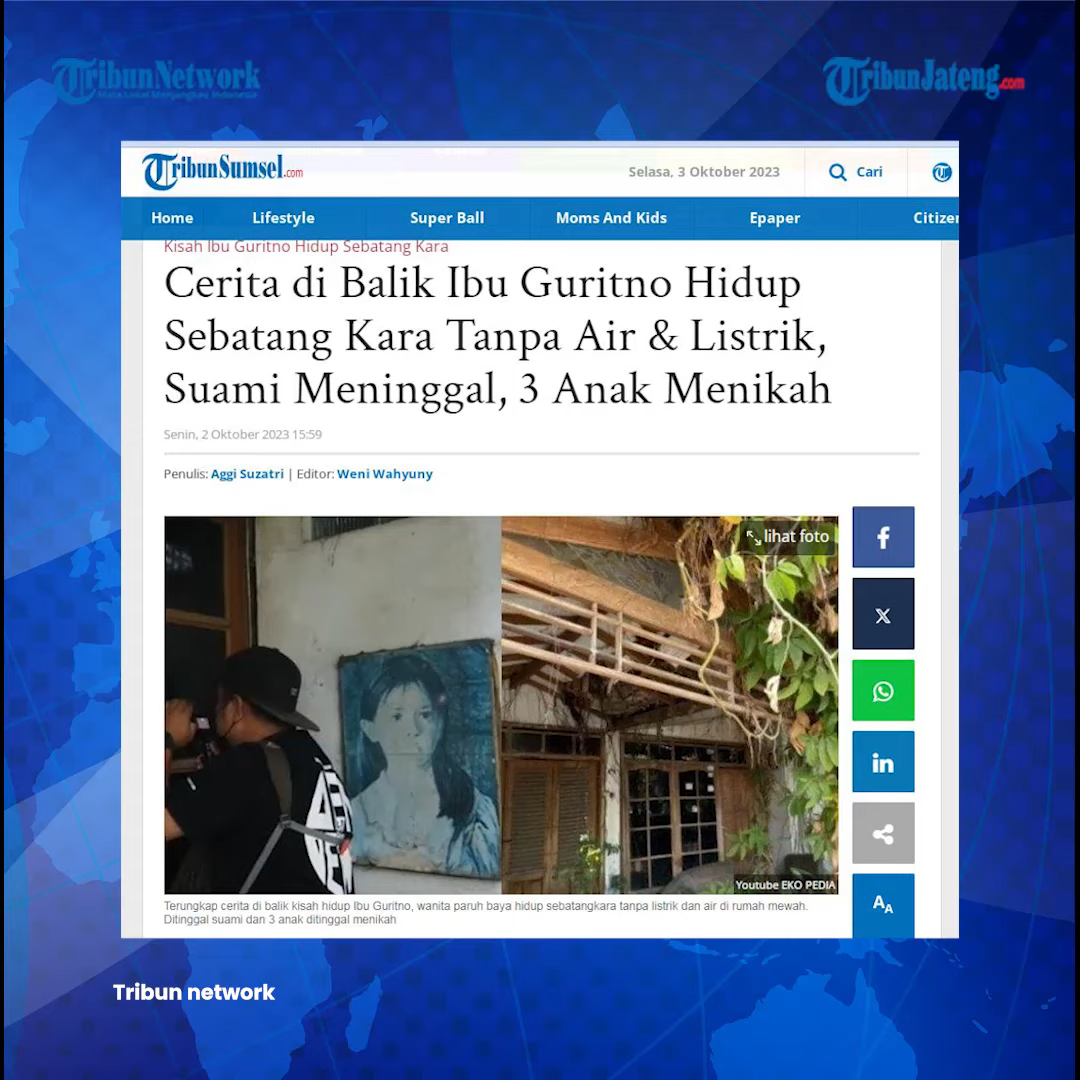 TribunNetwork
TribunJateng.com
TribunSumsel.com
Selasa, 3 Oktober 2023
Cari
Home
Lifestyle
Super Ball
Moms And Kids
Epaper
Citizen
Kisah Ibu Guritno Hidup Sebatang Kara
Cerita di Balik Ibu Guritno Hidup
Sebatang Kara Tanpa Air & Listrik,
Suami Meninggal, 3 Anak Menikah
Senin, 2 Oktober 2023 15:59
Penulis: Aggi Suzatri | Editor: Weni Wahyuny
lihat foto
Youtube EKO PEDIA
Terungkap cerita di balik kisah hidup Ibu Guritno, wanita paruh baya hidup sebatangkara tanpa listrik dan air di rumah mewah.
Ditinggal suami dan 3 anak ditinggal menikah
AA
Tribun network